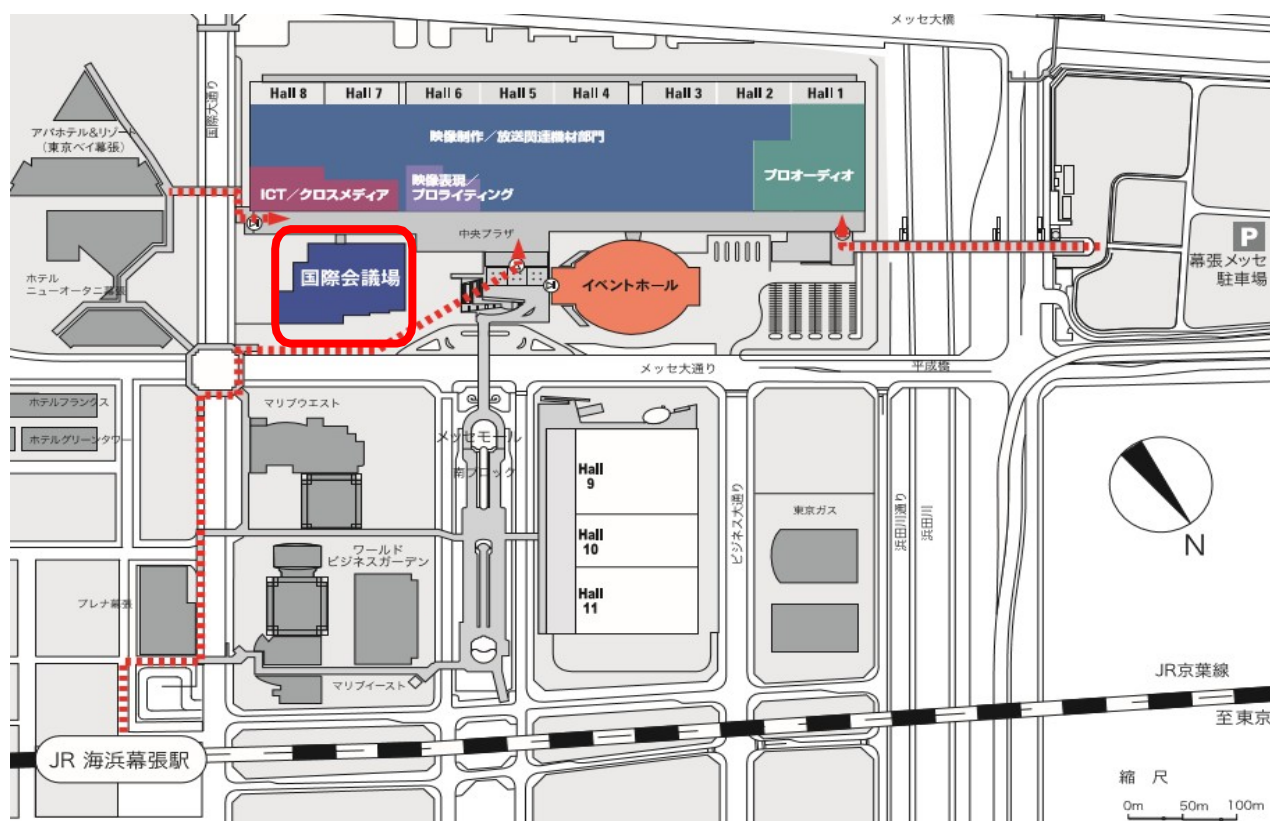 メッセ大橋
国際大通り
アパホテル&リゾート
(東京ベイ幕張)
Hall 8
Hall 7
Hall 6
Hall 5
Hall 4
Hall 3
Hall 2
Hall 1
映像制作/放送関連機材部門
ICT/クロスメディア
映像表現/
プロライティング
プロオーディオ
中央プラザ
国際会議場
イベントホール
P
幕張メッセ
駐車場
ホテル
ニューオータニ幕張
メッセ大通り
平成橋
ホテルフランクス
ホテルグリーンタワー
マリブウエスト
メッセモール
南ブロック
Hall
9
Hall
10
Hall
11
ビジネス大通り
東京ガス
浜田川通り
浜田川
N
ワールド
ビジネスガーデン
プレナ幕張
マリブイースト
JR京葉線
至東京
JR 海浜幕張駅
縮 尺
0m 50m 100m